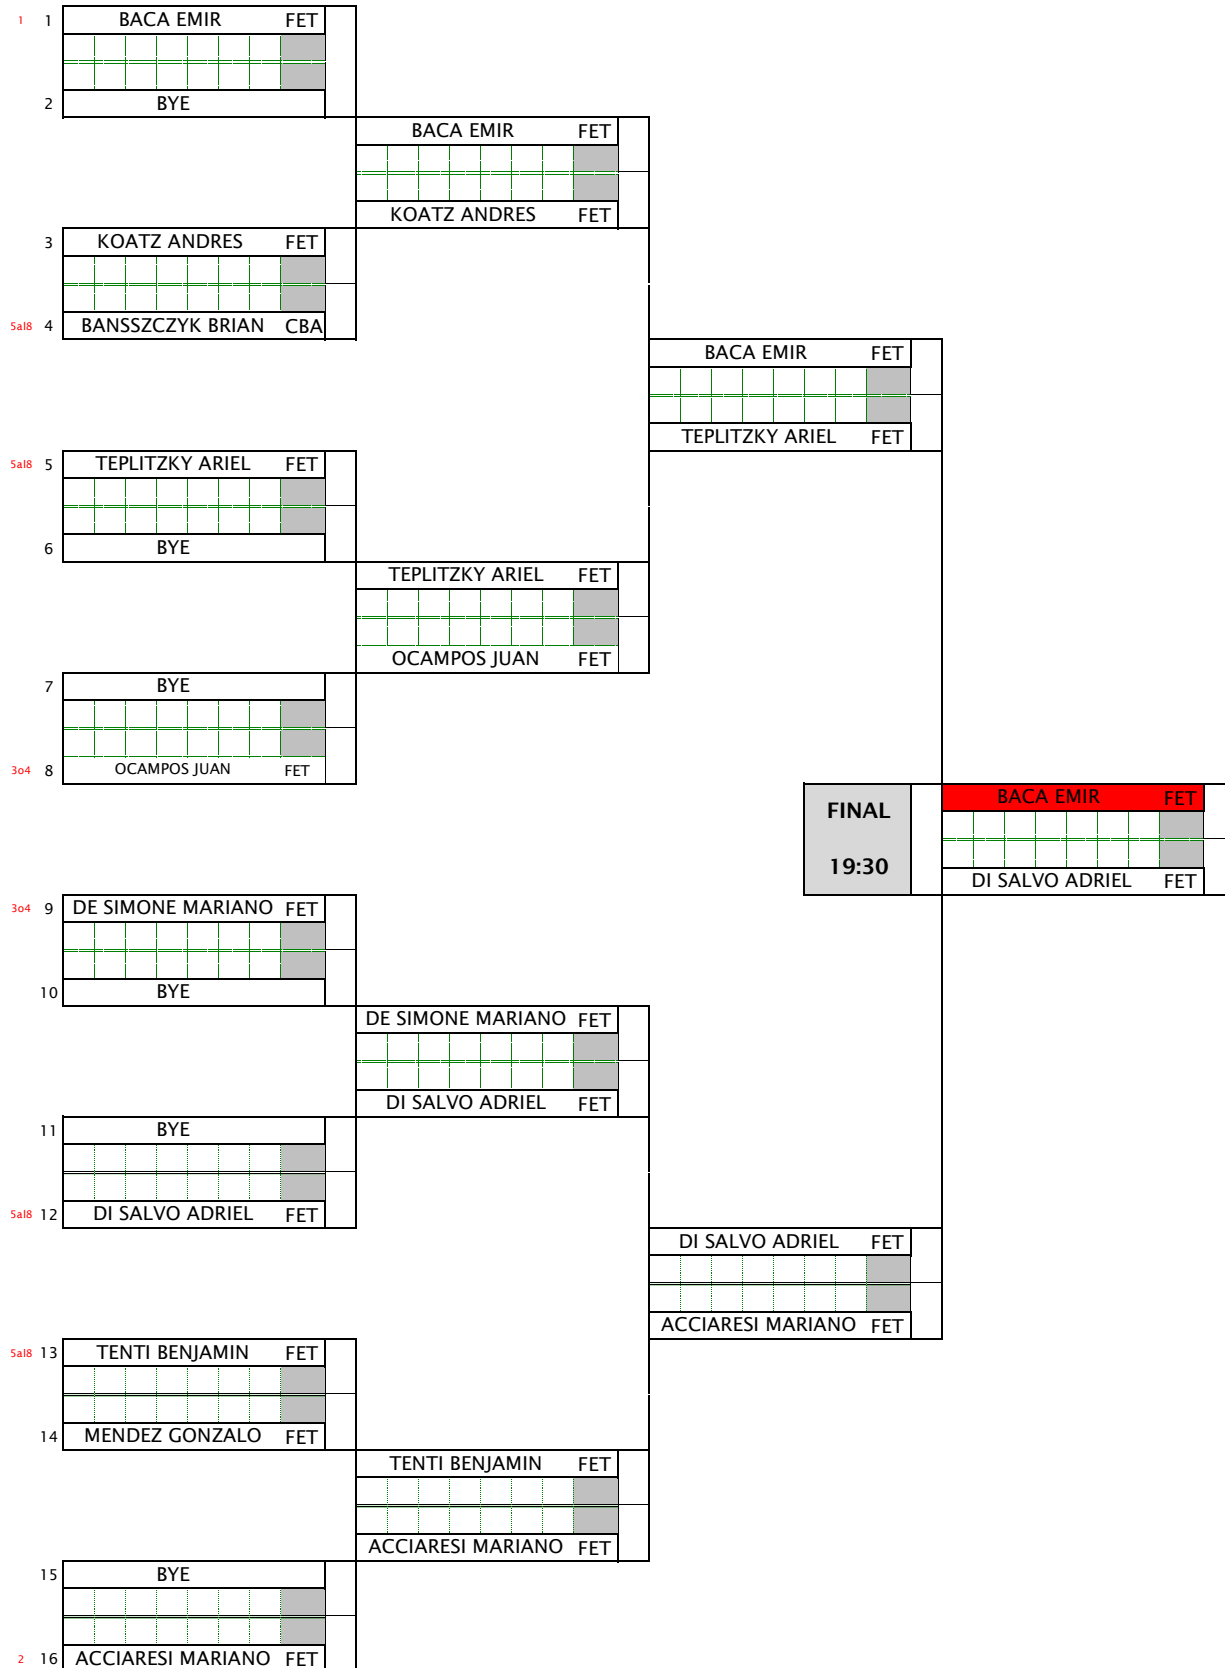 1 1 BACA EMIR FET
2 BYE
BACA EMIR FET
KOATZ ANDRES FET
3 KOATZ ANDRES FET
5al8 4 BANSSZCZYK BRIAN CBA
BACA EMIR FET
TEPLITZKY ARIEL FET
5al8 5 TEPLITZKY ARIEL FET
6 BYE
TEPLITZKY ARIEL FET
OCAMPOS JUAN FET
7 BYE
3o4 8 OCAMPOS JUAN FET
FINAL
19:30
BACA EMIR FET
DI SALVO ADRIEL FET
3o4 9 DE SIMONE MARIANO FET
10 BYE
DE SIMONE MARIANO FET
DI SALVO ADRIEL FET
11 BYE
5al8 12 DI SALVO ADRIEL FET
DI SALVO ADRIEL FET
ACCIARESI MARIANO FET
5al8 13 TENTI BENJAMIN FET
14 MENDEZ GONZALO FET
TENTI BENJAMIN FET
ACCIARESI MARIANO FET
15 BYE
2 16 ACCIARESI MARIANO FET